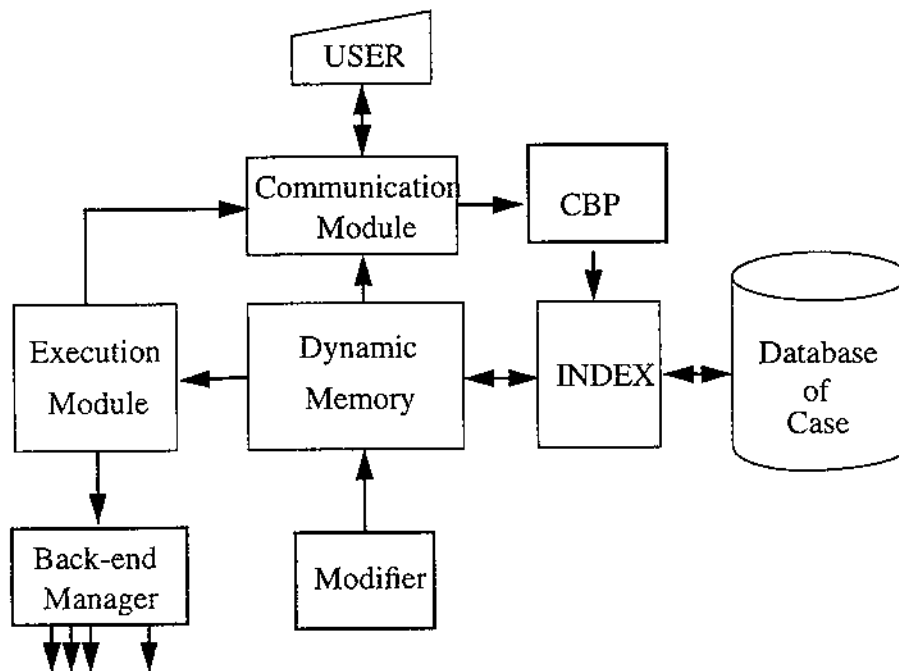 USER
Communication
Module
CBP
Execution
Module
Dynamic
Memory
INDEX
Database
of
Case
Back-end
Manager
Modifier